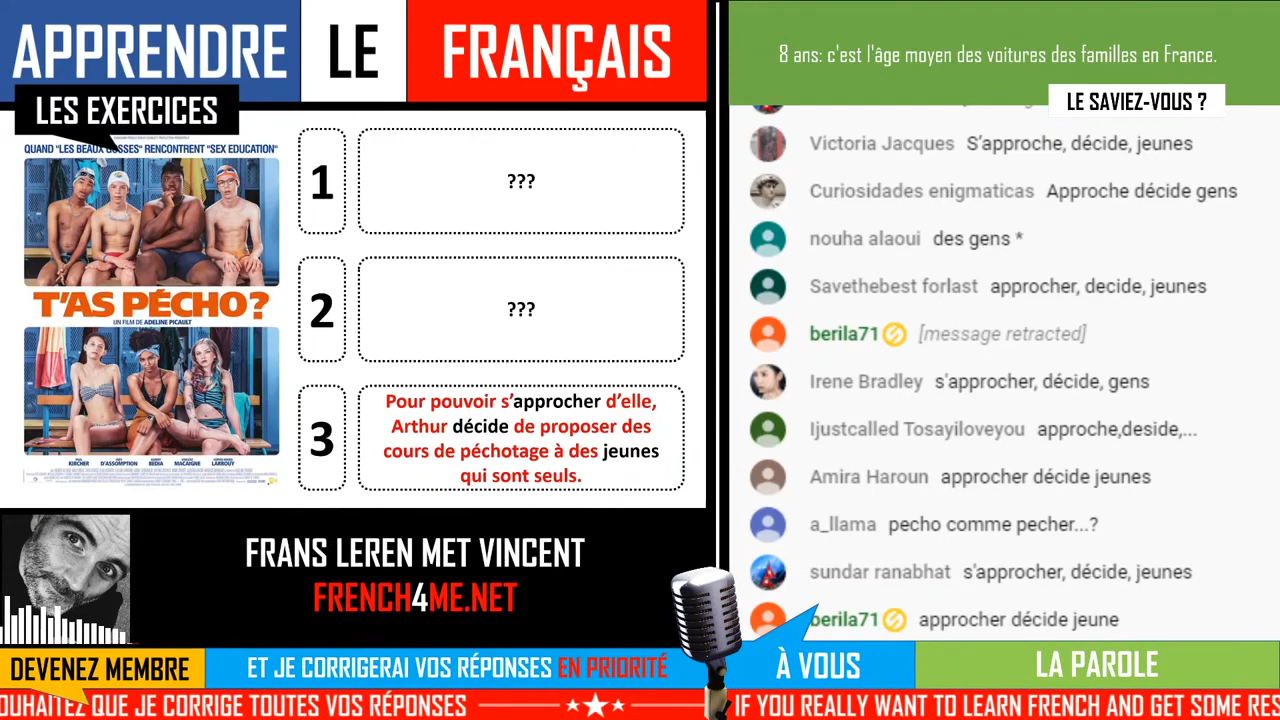 APPRENDRE LE FRANÇAIS
LES EXERCICES
QUAND "LES BEAUX GOSSES" RENCONTRENT "SEX EDUCATION"
T'AS PÉCHO?
UN FILM DE ADELINE PICAULT
KIRCHER D'ASSOMPTION BEDIA MACAIGNE LARROUY
1
???
2
???
3
Pour pouvoir s'approcher d'elle,
Arthur décide de proposer des
cours de péchotage à des jeunes
qui sont seuls.
FRANS LEREN MET VINCENT
FRENCH4ME.NET
DEVENEZ MEMBRE
ET JE CORRIGERAI VOS RÉPONSES EN PRIORITÉ
8 ans: c'est l'âge moyen des voitures des familles en France.
LE SAVIEZ-VOUS ?
Victoria Jacques S'approche, décide, jeunes
Curiosidades enigmaticas Approche décide gens
nouha alaoui des gens *
Savethebest forlast approcher, decide, jeunes
berila71 [message retracted]
Irene Bradley s'approcher, décide, gens
Ijustcalled Tosayiloveyou approche,deside,...
Amira Haroun approcher décide jeunes
a_llama pecho comme pecher...?
sundar ranabhat s'approcher, décide, jeunes
berila71 approcher décide jeune
À VOUS
LA PAROLE
OUHAITEZ QUE JE CORRIGE TOUTES VOS RÉPONSES
IF YOU REALLY WANT TO LEARN FRENCH AND GET SOME RES